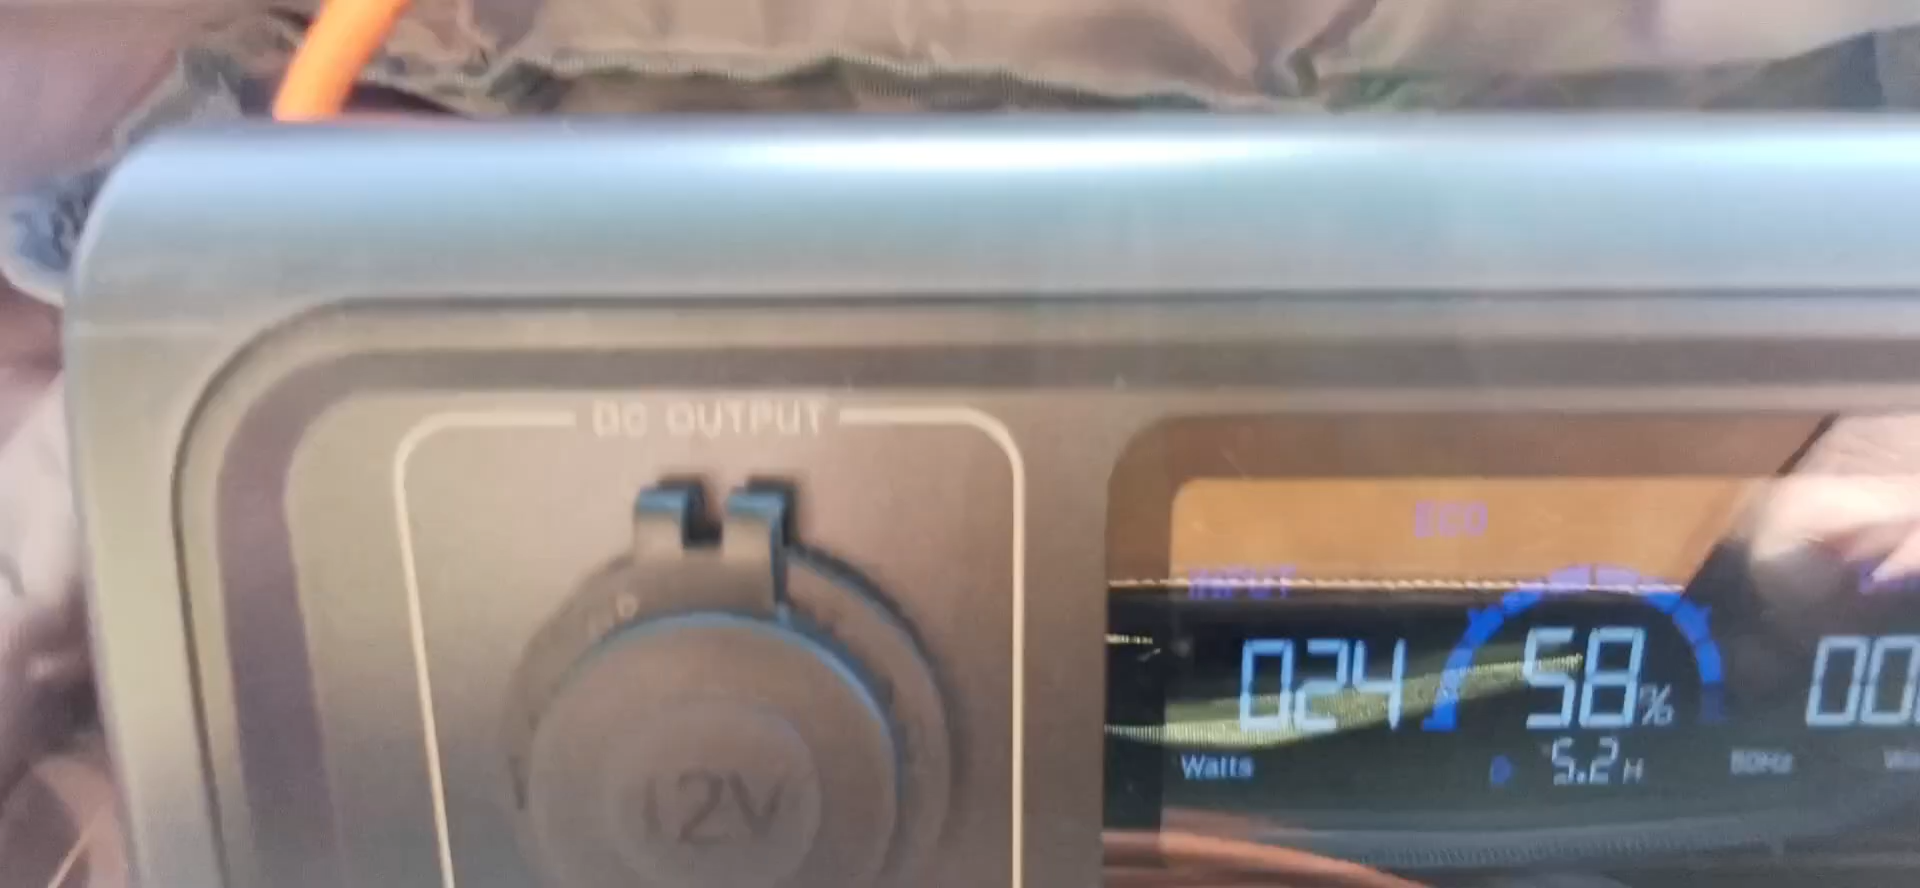 DC OUTPUT
12V
ECO
INPUT
024
58%
00
Watts
5.2 H
50Hz